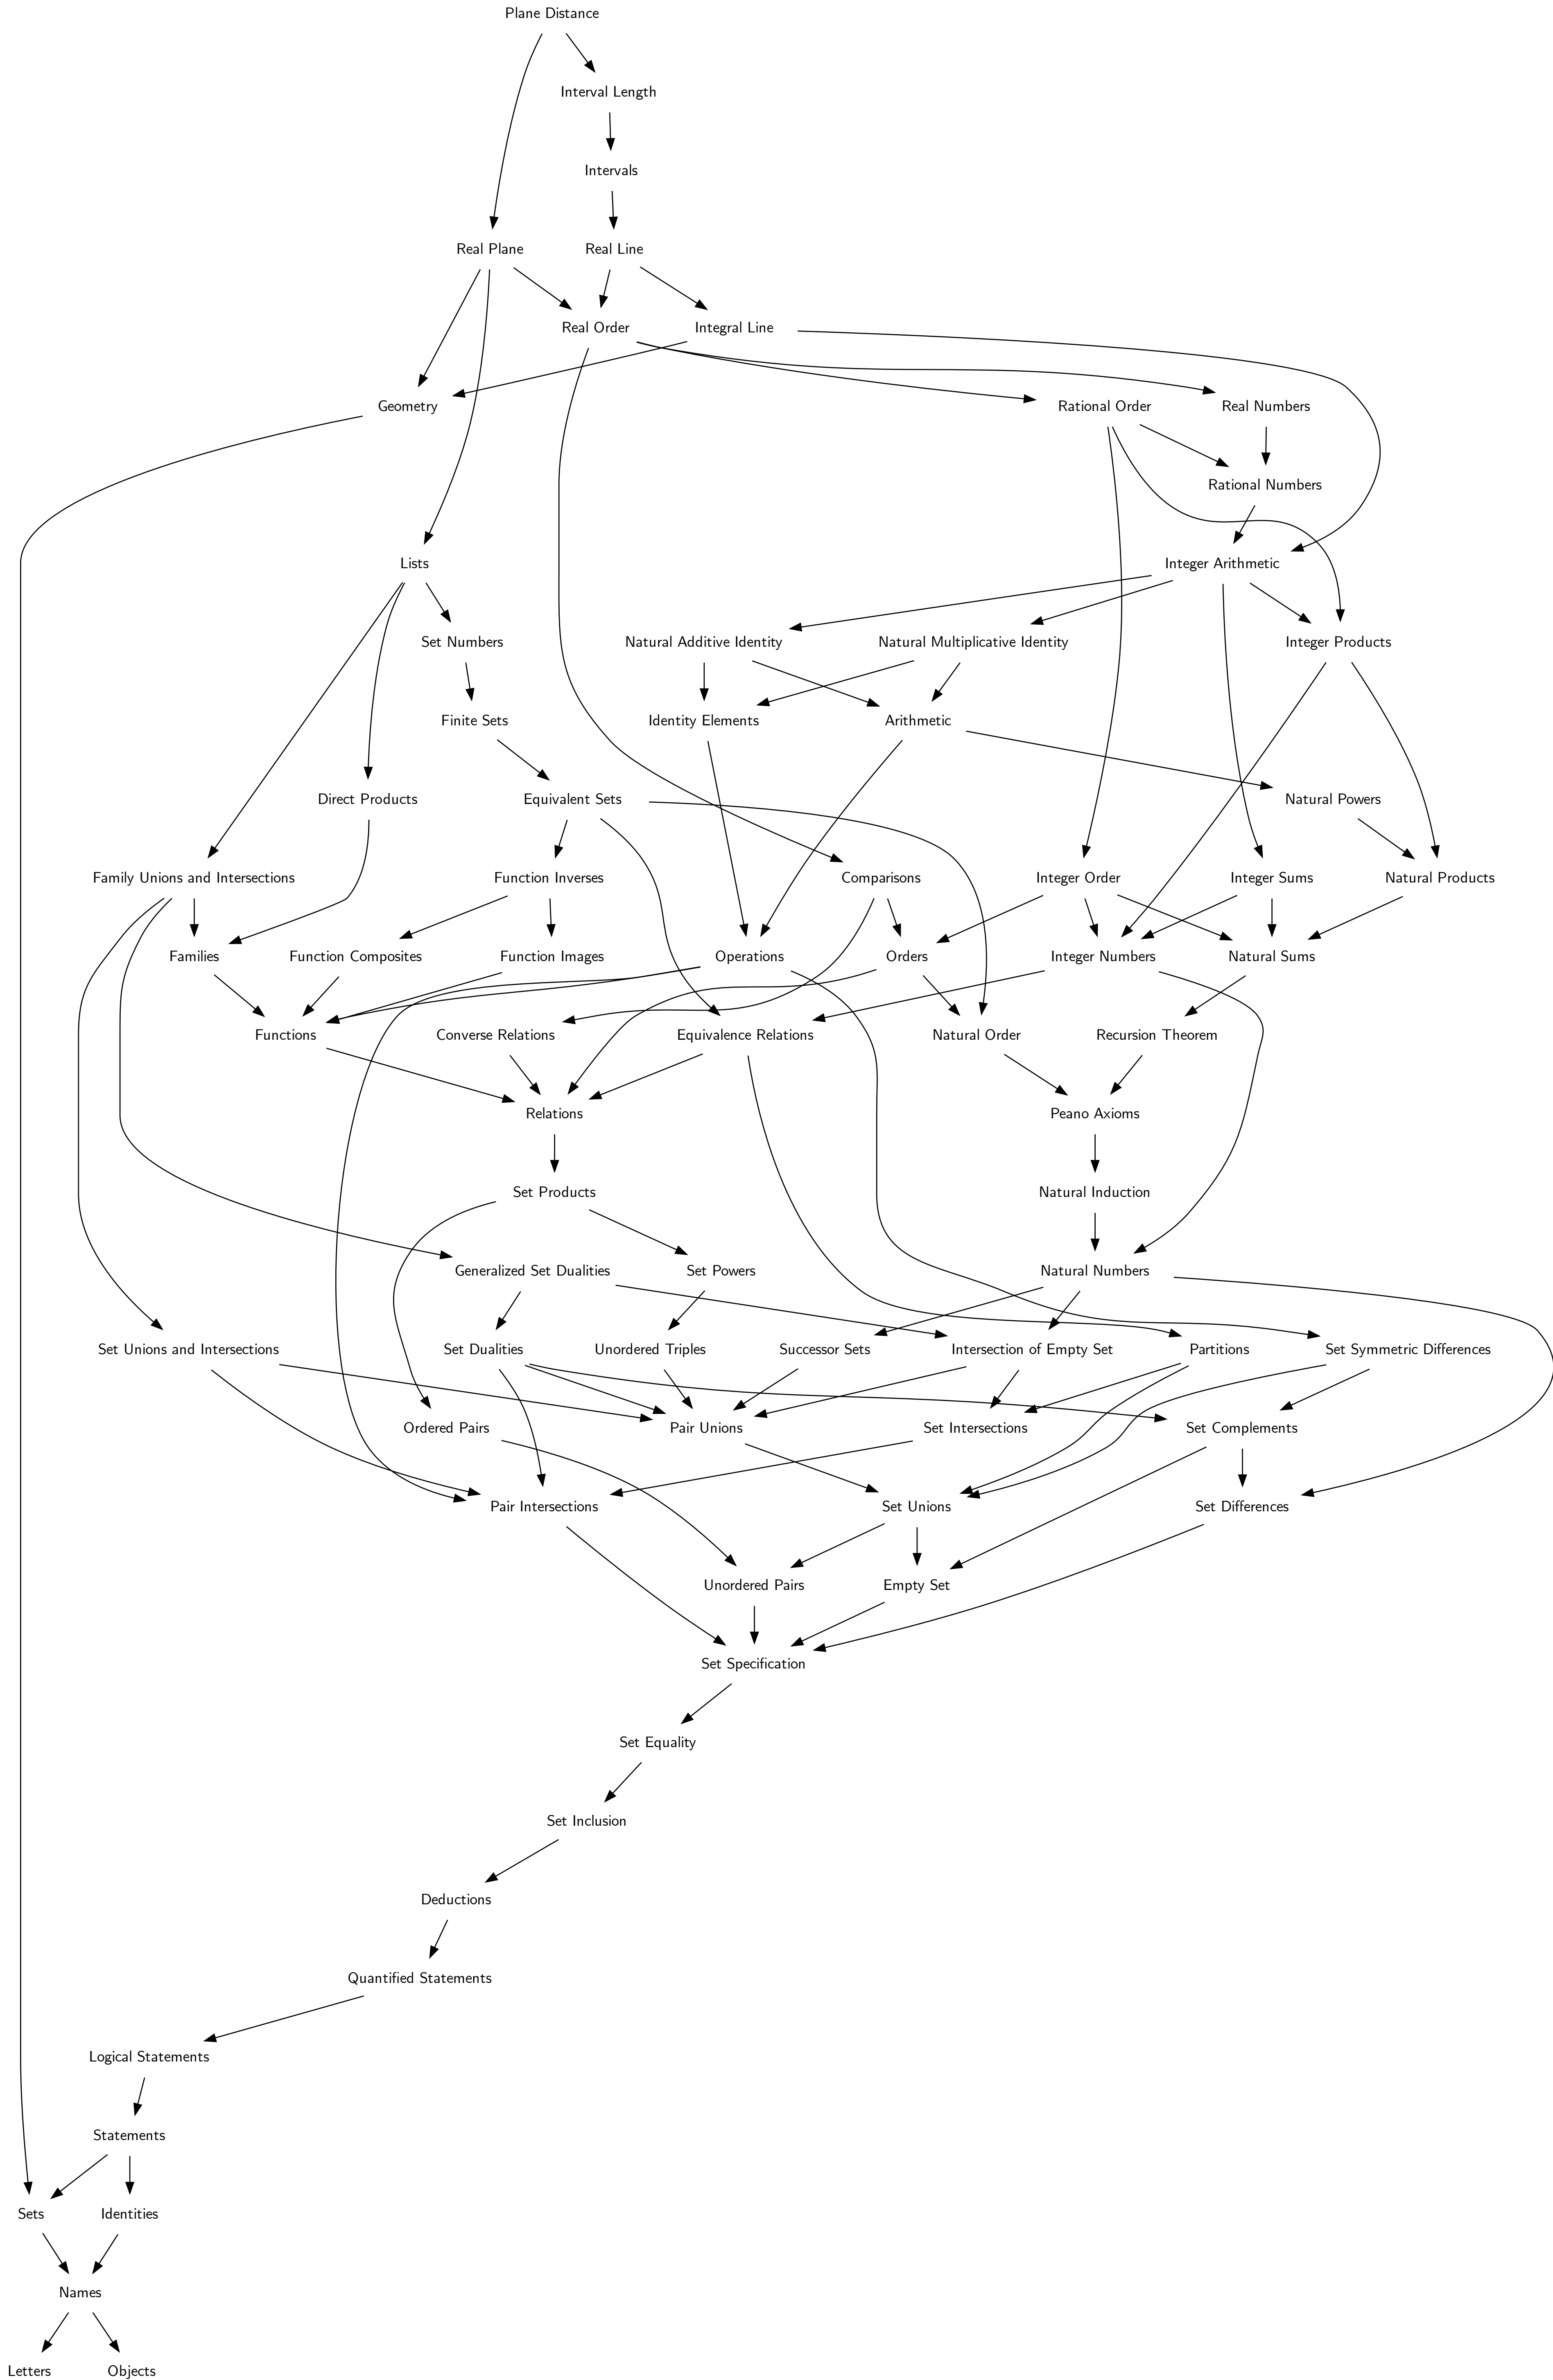 Plane Distance
Interval Length
Intervals
Real Plane
Real Line
Real Order
Integral Line
Geometry
Rational Order
Real Numbers
Rational Numbers
Lists
Integer Arithmetic
Set Numbers
Natural Additive Identity
Natural Multiplicative Identity
Integer Products
Finite Sets
Identity Elements
Arithmetic
Direct Products
Equivalent Sets
Natural Powers
Family Unions and Intersections
Function Inverses
Comparisons
Integer Order
Integer Sums
Natural Products
Families
Function Composites
Function Images
Operations
Orders
Integer Numbers
Natural Sums
Functions
Converse Relations
Equivalence Relations
Natural Order
Recursion Theorem
Relations
Peano Axioms
Set Products
Natural Induction
Generalized Set Dualities
Set Powers
Natural Numbers
Set Unions and Intersections
Set Dualities
Unordered Triples
Successor Sets
Intersection of Empty Set
Partitions
Set Symmetric Differences
Ordered Pairs
Pair Unions
Set Intersections
Set Complements
Pair Intersections
Set Unions
Set Differences
Unordered Pairs
Empty Set
Set Specification
Set Equality
Set Inclusion
Deductions
Quantified Statements
Logical Statements
Statements
Sets
Identities
Names
Letters
Objects